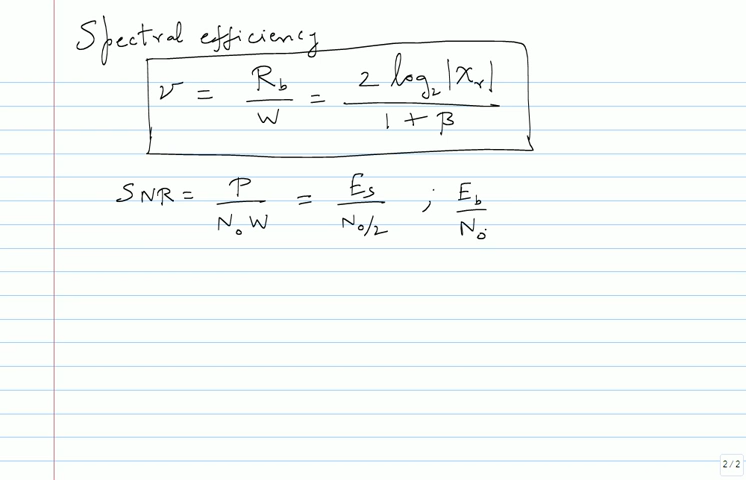 Spectral efficiency
ν = R_b / W = 2 log_2 |X_r| / 1 + β
SNR = P / N_0 W = E_s / N_0/2 ; E_b / N_0
2/2